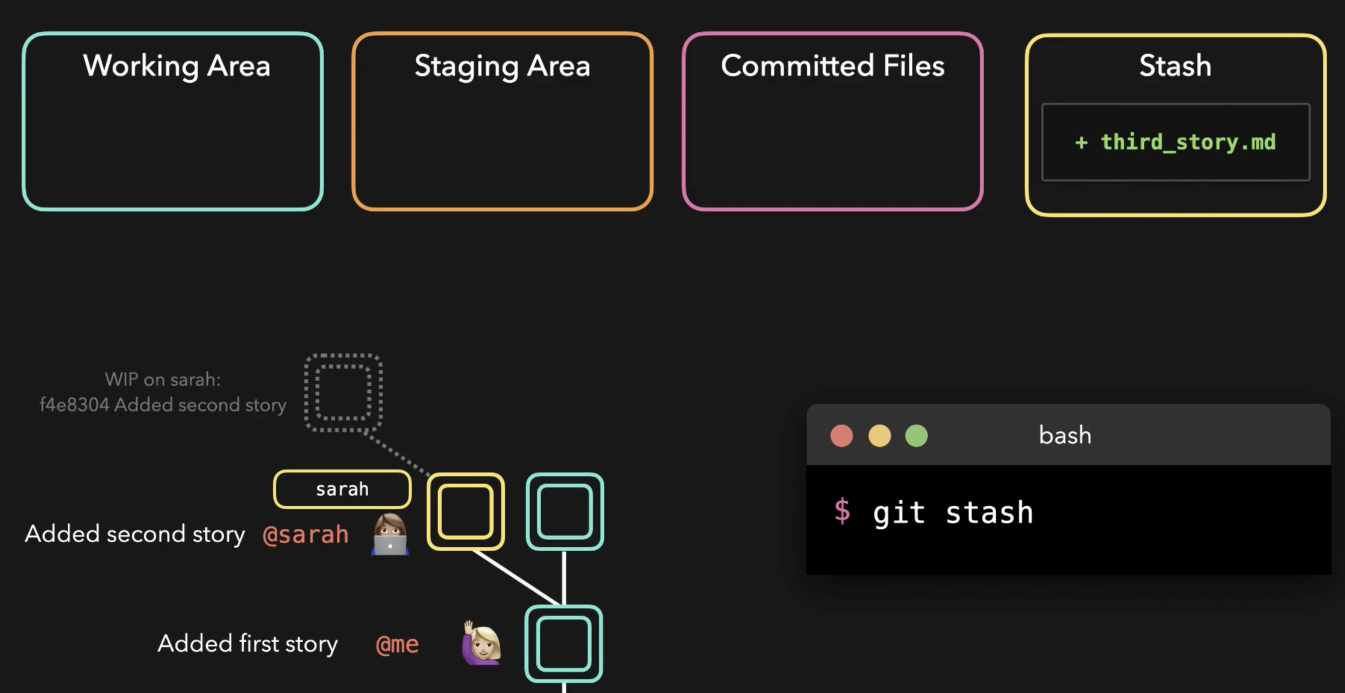 Working Area
Staging Area
Committed Files
Stash
+ third_story.md
WIP on sarah:
f4e8304 Added second story
sarah
Added second story @sarah
Added first story @me
bash
$ git stash